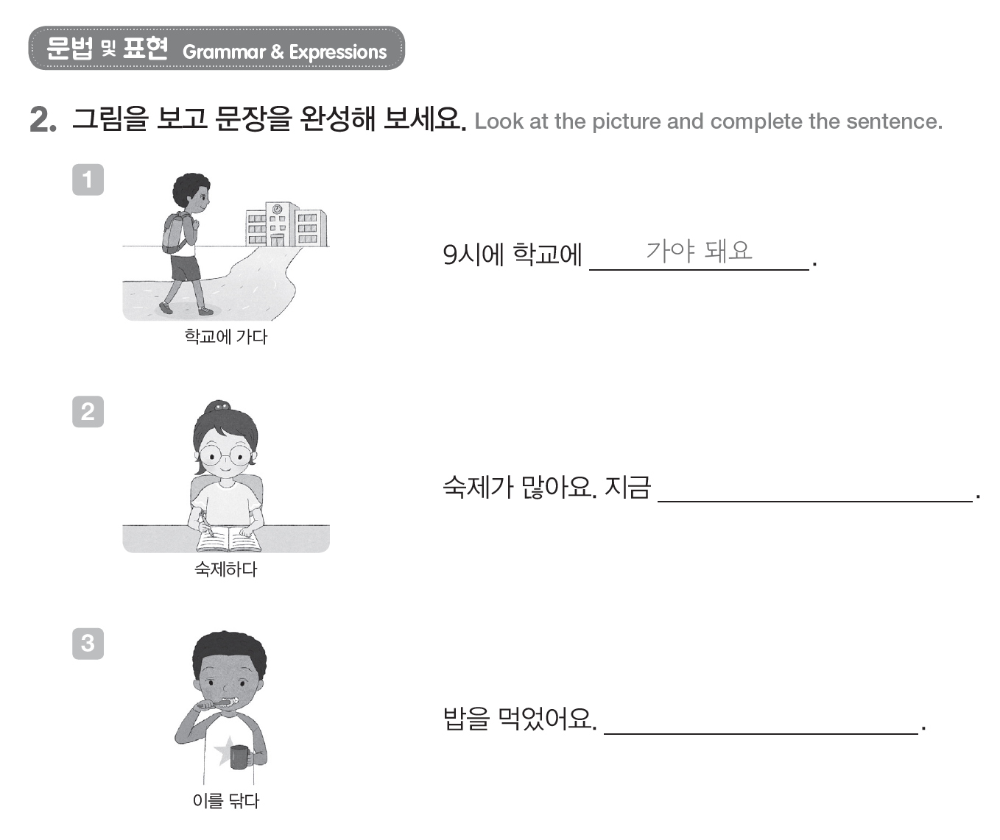 문법 및 표현 Grammar & Expressions
2. 그림을 보고 문장을 완성해 보세요. Look at the picture and complete the sentence.
1
9시에 학교에 가야 돼요.
학교에 가다
2
숙제가 많아요. 지금 .
숙제하다
3
밥을 먹었어요. .
이를 닦다